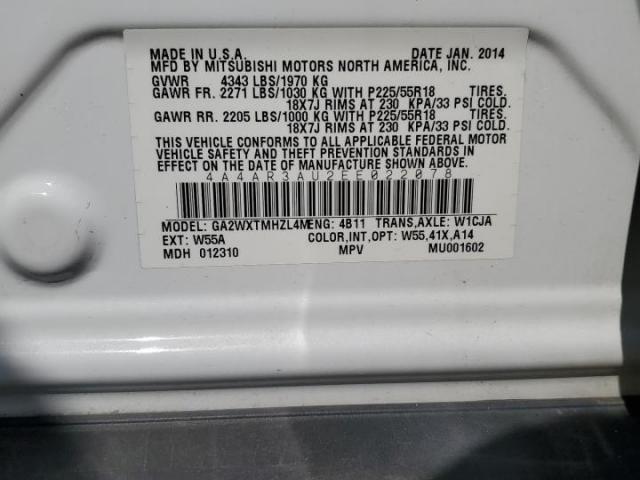 MADE IN U.S.A. DATE JAN. 2014
MFD BY MITSUBISHI MOTORS NORTH AMERICA, INC.
GVWR 4343 LBS/1970 KG
GAWR FR. 2271 LBS/1030 KG WITH P225/55R18 TIRES.
18X7J RIMS AT 230 KPA/33 PSI COLD.
GAWR RR. 2205 LBS/1000 KG WITH P225/55R18 TIRES.
18X7J RIMS AT 230 KPA/33 PSI COLD.
THIS VEHICLE CONFORMS TO ALL APPLICABLE FEDERAL MOTOR
VEHICLE SAFETY AND THEFT PREVENTION STANDARDS IN
EFFECT ON THE DATE OF MANUFACTURE SHOWN ABOVE.
4A4AR3AU2EE022078
MODEL: GA2WXTMHZL4M ENG: 4B11 TRANS,AXLE: W1CJA
EXT: W55A COLOR,INT,OPT: W55,41X,A14
MDH 012310 MPV MU001602